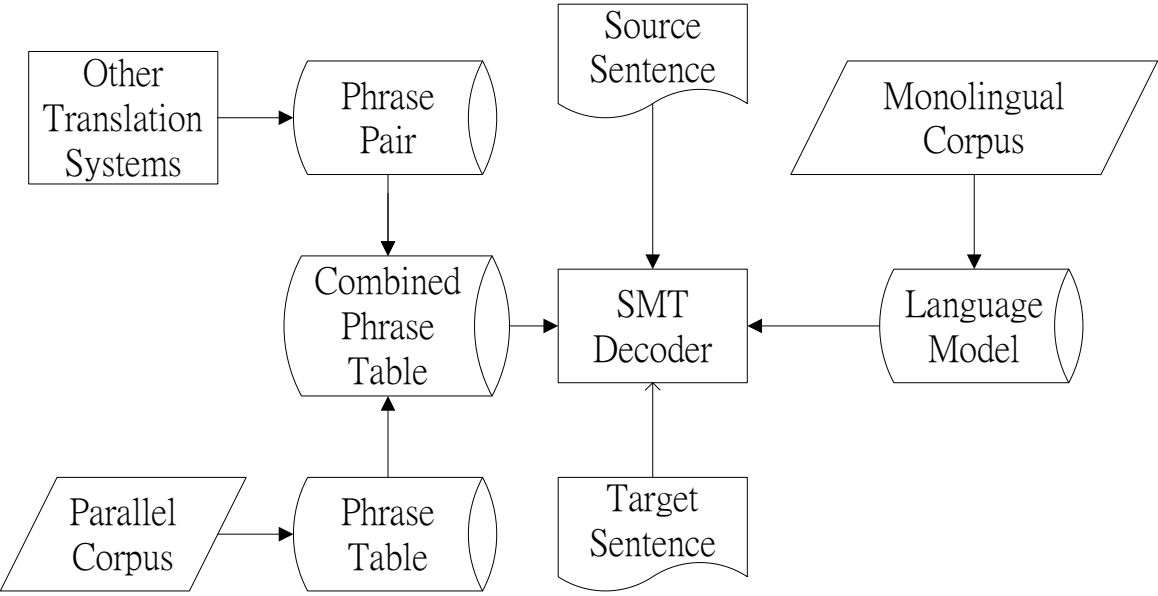 Other
Translation
Systems
Phrase
Pair
Source
Sentence
Monolingual
Corpus
Combined
Phrase
Table
SMT
Decoder
Language
Model
Parallel
Corpus
Phrase
Table
Target
Sentence